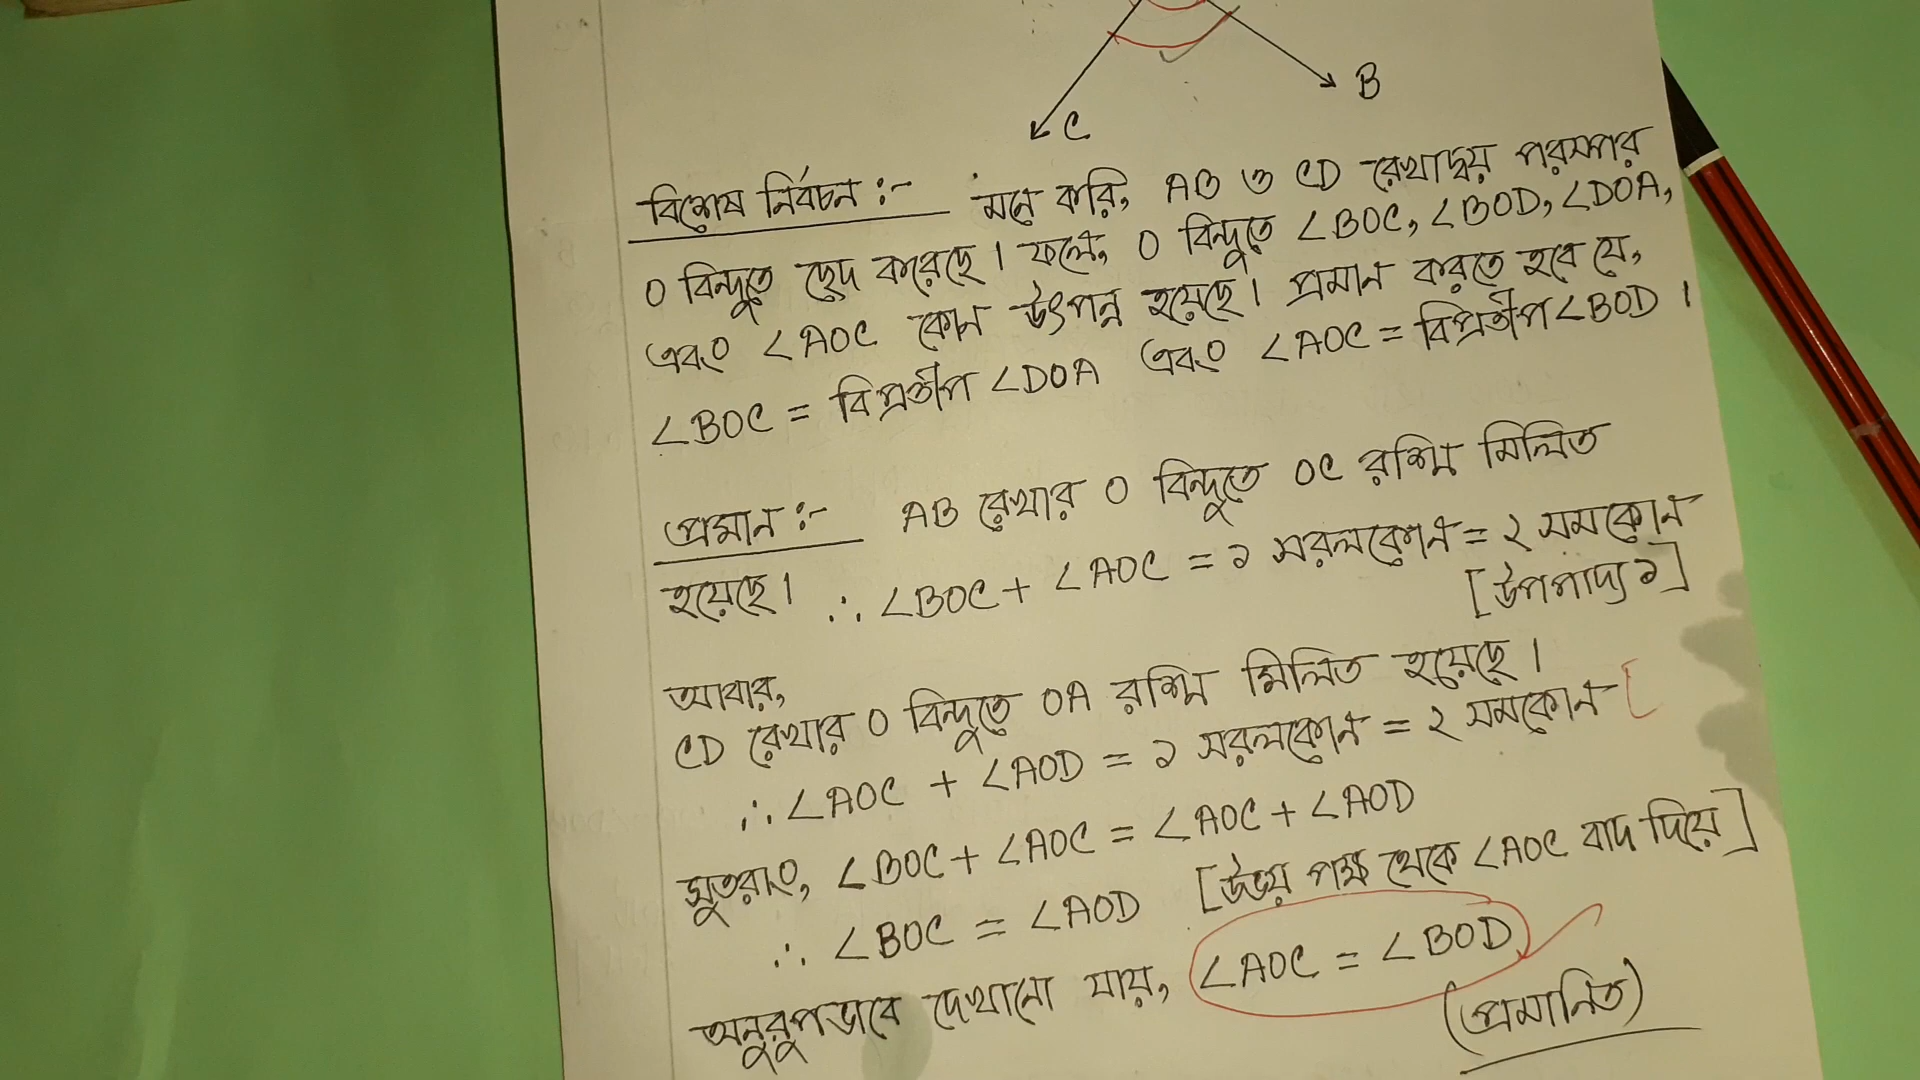 B
C
বিশেষ নির্বচন :- মনে করি, AB ও CD রেখাদ্বয় পরস্পর
O বিন্দুতে ছেদ করেছে। ফলে, O বিন্দুতে ∠BOC, ∠BOD, ∠DOA,
এবং ∠AOC কোন উৎপন্ন হয়েছে। প্রমান করতে হবে যে,
∠BOC = বিপ্রতীপ ∠DOA এবং ∠AOC = বিপ্রতীপ ∠BOD ।
প্রমান :- AB রেখার O বিন্দুতে OC রশ্মি মিলিত
হয়েছে। ∴ ∠BOC + ∠AOC = ১ সরলকোন = ২ সমকোন
[উপপাদ্য ১]
আবার,
CD রেখার O বিন্দুতে OA রশ্মি মিলিত হয়েছে।
∴ ∠AOC + ∠AOD = ১ সরলকোন = ২ সমকোন [
সুতরাং, ∠BOC + ∠AOC = ∠AOC + ∠AOD
∴ ∠BOC = ∠AOD [উভয় পক্ষ থেকে ∠AOC বাদ দিয়ে]
অনুরুপভাবে দেখানো যায়, ∠AOC = ∠BOD
(প্রমানিত)